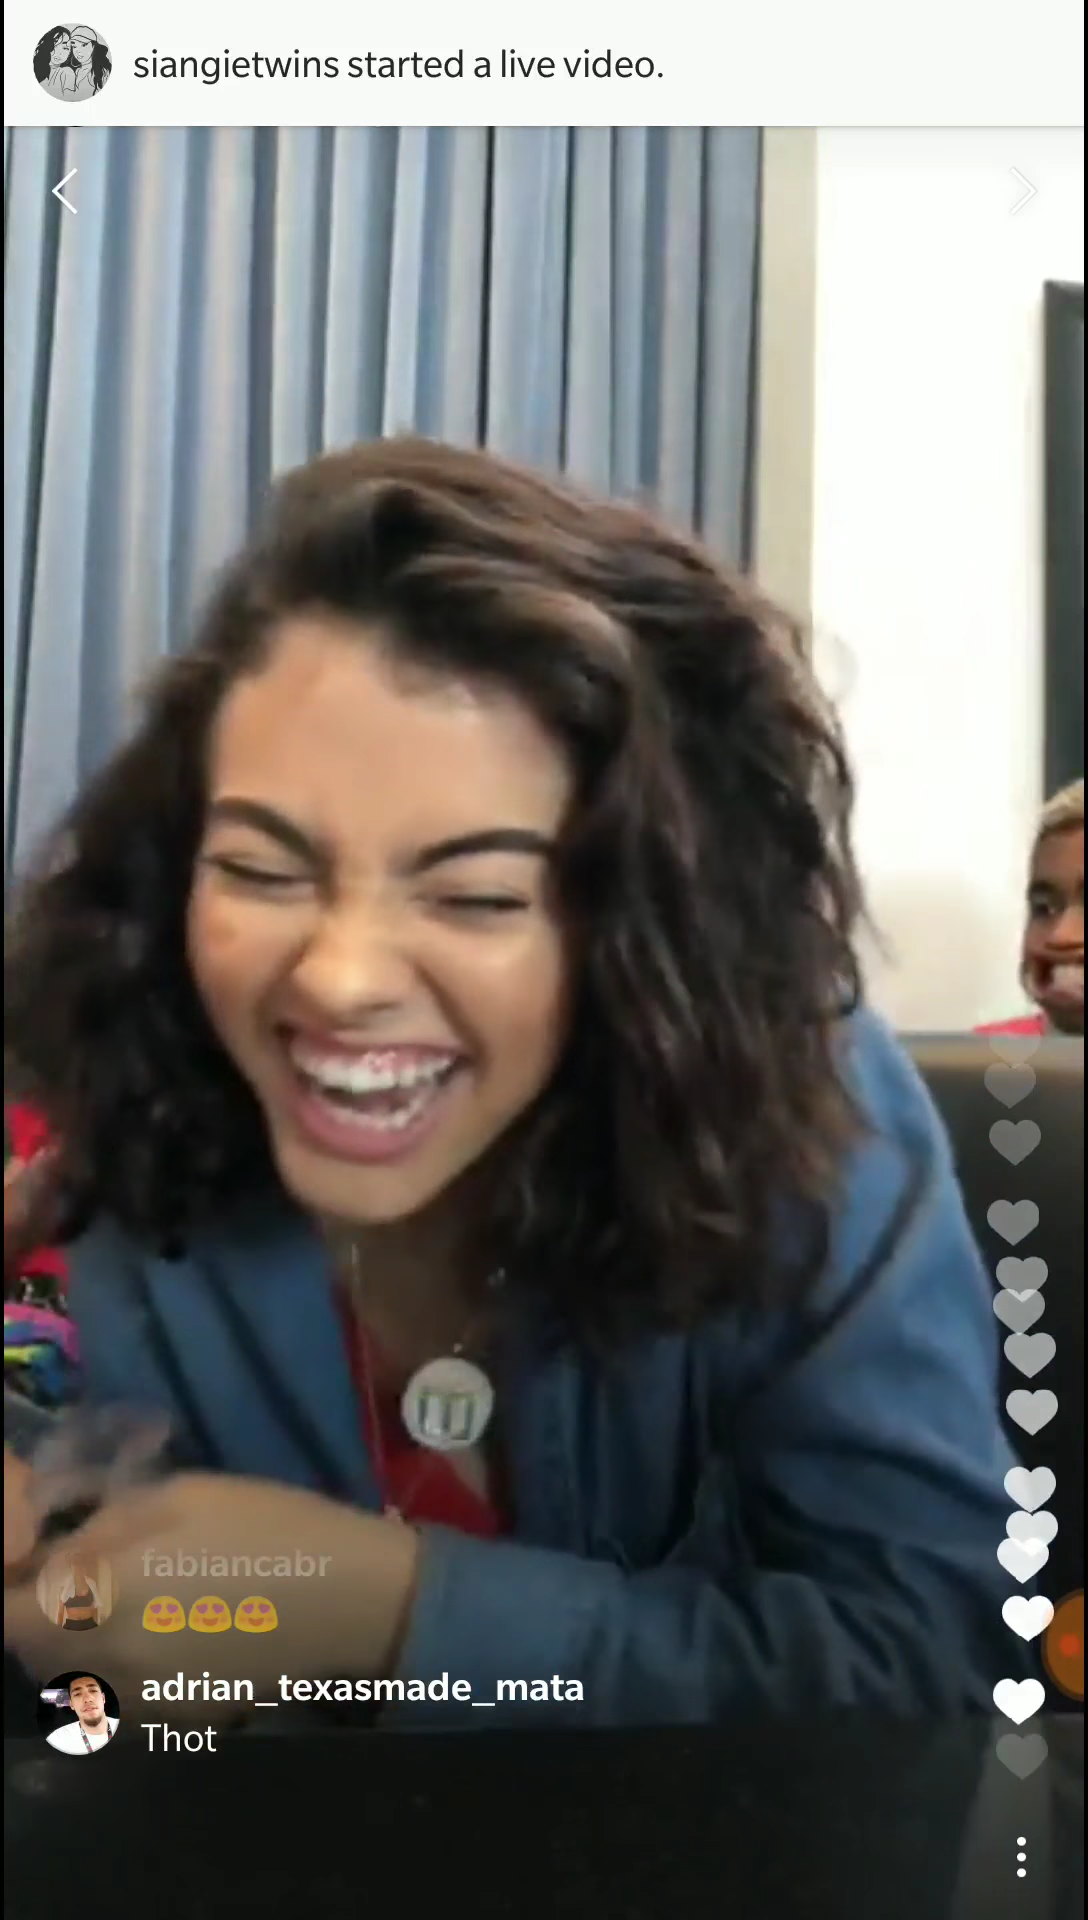 siangietwins started a live video.
fabiancabr
😍😍😍
adrian_texasmade_mata
Thot